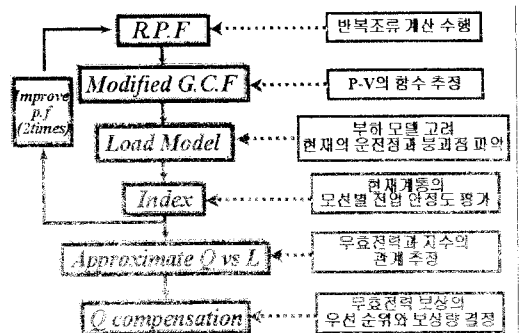 R.P.F
반복조류 계산 수행
Improve
p.f
(2times)
Modified G.C.F
P-V의 함수 추정
Load Model
부하 모델 고려
현재의 운전점과 붕괴점 파악
Index
현재계통의
모선별 전압 안정도 평가
Approximate Q vs L
무효전력과 지수의
관계 추정
Q compensation
무효전력 보상의
우선 순위와 보상량 결정